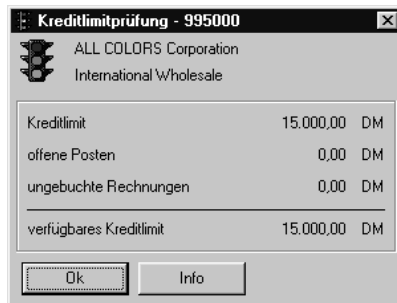 Kreditlimitprüfung - 995000
ALL COLORS Corporation
International Wholesale
Kreditlimit 15.000,00 DM
offene Posten 0,00 DM
ungebuchte Rechnungen 0,00 DM
verfügbares Kreditlimit 15.000,00 DM
Ok Info